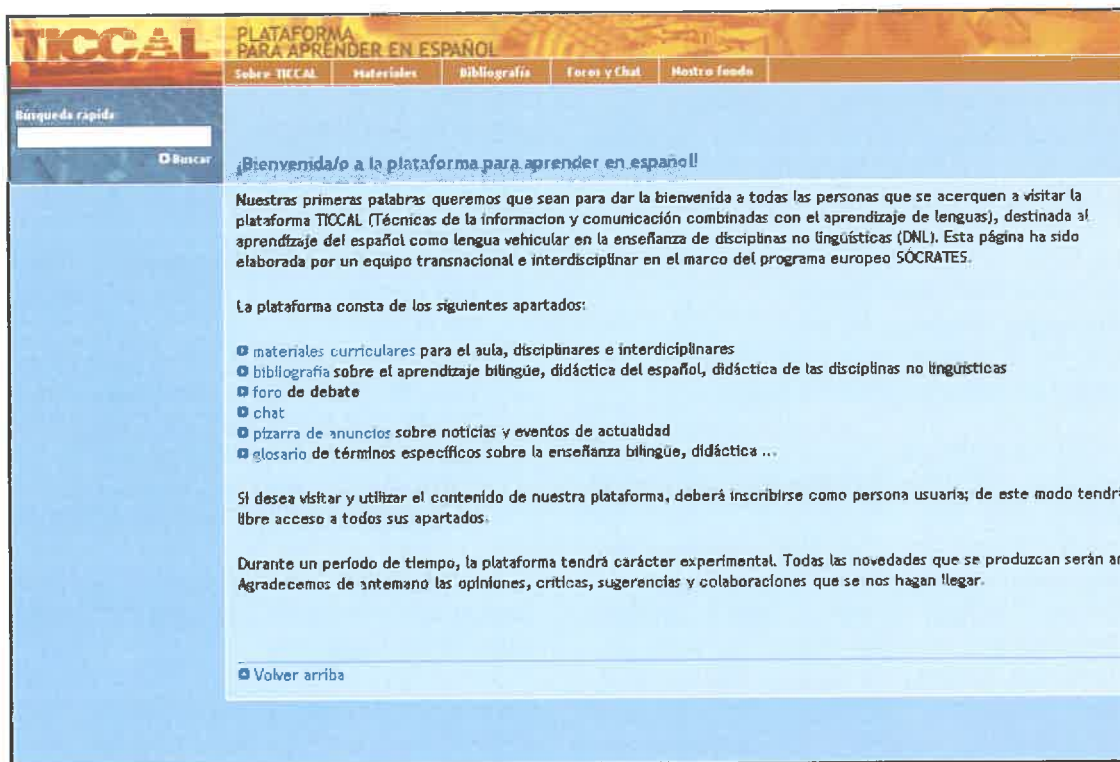 TICCAL
PLATAFORMA
PARA APRENDER EN ESPAÑOL
Sobre TICCAL Materiales Bibliografía Foros y Chat Nostro fondo
Búsqueda rápida
Buscar
¡Bienvenida/o a la plataforma para aprender en español!
Nuestras primeras palabras queremos que sean para dar la bienvenida a todas las personas que se acerquen a visitar la
plataforma TICCAL (Técnicas de la informacion y comunicación combinadas con el aprendizaje de lenguas), destinada al
aprendizaje del español como lengua vehicular en la enseñanza de disciplinas no lingüísticas (DNL). Esta página ha sido
elaborada por un equipo transnacional e interdisciplinar en el marco del programa europeo SÓCRATES.
La plataforma consta de los siguientes apartados:
materiales curriculares para el aula, disciplinares e interdiciplinares
bibliografía sobre el aprendizaje bilingüe, didáctica del español, didáctica de las disciplinas no lingüísticas
foro de debate
chat
pizarra de anuncios sobre noticias y eventos de actualidad
glosario de términos específicos sobre la enseñanza bilingüe, didáctica ...
Si desea visitar y utilizar el contenido de nuestra plataforma, deberá inscribirse como persona usuaria; de este modo tendrá
libre acceso a todos sus apartados.
Durante un período de tiempo, la plataforma tendrá carácter experimental. Todas las novedades que se produzcan serán
Agradecemos de antemano las opiniones, críticas, sugerencias y colaboraciones que se nos hagan llegar.
Volver arriba